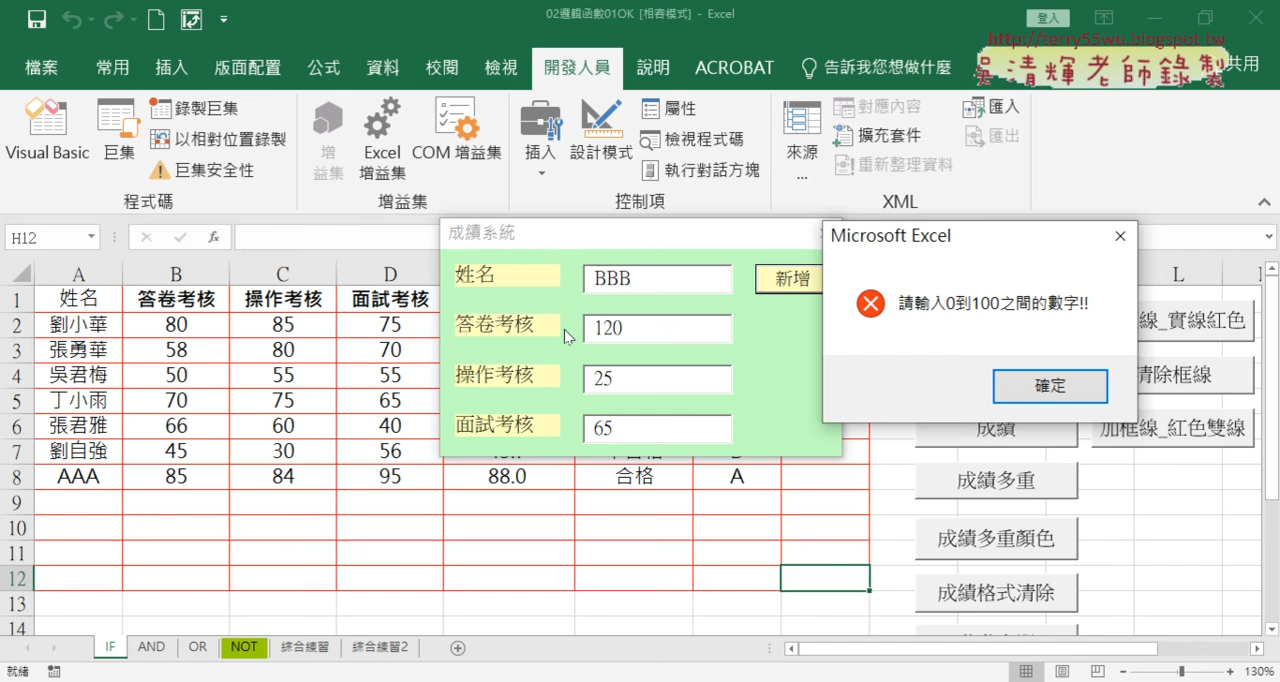 02邏輯函數01OK [相容模式] - Excel
登入
http://terry55wu.blogspot.tw
吳清輝老師錄製
共用
檔案 常用 插入 版面配置 公式 資料 校閱 檢視 開發人員 說明 ACROBAT 告訴我您想做什麼
Visual Basic
巨集
錄製巨集
以相對位置錄製
巨集安全性
程式碼
增
益集
Excel
增益集
COM 增益集
增益集
插入
設計模式
屬性
檢視程式碼
執行對話方塊
控制項
來源
...
對應內容
擴充套件
重新整理資料
匯入
匯出
XML
H12
fx
成績系統
姓名 BBB 新增
答卷考核 120
操作考核 25
面試考核 65
Microsoft Excel
請輸入0到100之間的數字!!
確定
A B C D L
1 姓名 答卷考核 操作考核 面試考核
2 劉小華 80 85 75
3 張勇華 58 80 70
4 吳君梅 50 55 55
5 丁小雨 70 75 65
6 張君雅 66 60 40
7 劉自強 45 30 56
8 AAA 85 84 95 88.0 合格 A
9
10
11
12
13
14
線_實線紅色
清除框線
成績
加框線_紅色雙線
成績多重
成績多重顏色
成績格式清除
IF AND OR NOT 綜合練習 綜合練習2
就緒
130%